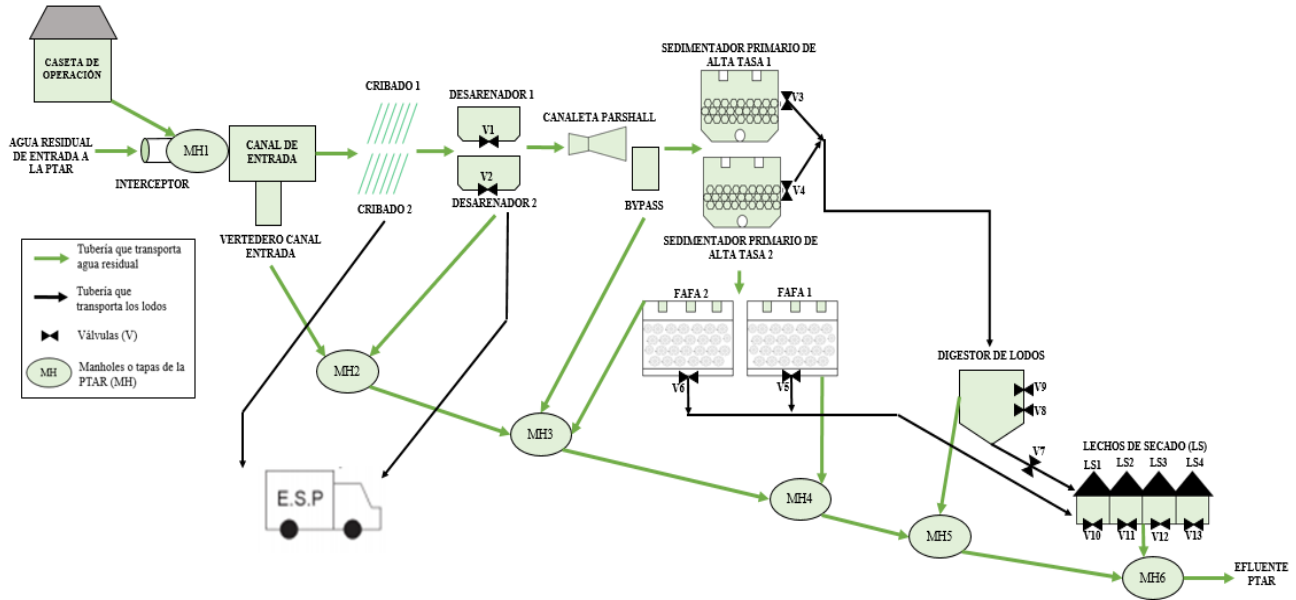 CASETA DE
OPERACIÓN
AGUA RESIDUAL
DE ENTRADA A
LA PTAR
INTERCEPTOR
MH1
CANAL DE
ENTRADA
VERTEDERO CANAL
ENTRADA
CRIBADO 1
CRIBADO 2
DESARENADOR 1
V1
V2
DESARENADOR 2
CANALETA PARSHALL
BYPASS
SEDIMENTADOR PRIMARIO DE
ALTA TASA 1
V3
V4
SEDIMENTADOR PRIMARIO DE
ALTA TASA 2
Tubería que transporta
agua residual
Tubería que
transporta los lodos
Válvulas (V)
MH
Manholes o tapas de la
PTAR (MH)
FAFA 2
FAFA 1
V6
V5
MH2
MH3
DIGESTOR DE LODOS
V9
V8
V7
LECHOS DE SECADO (LS)
LS1
LS2
LS3
LS4
V10
V11
V12
V13
E.S.P
MH4
MH5
MH6
EFLUENTE
PTAR